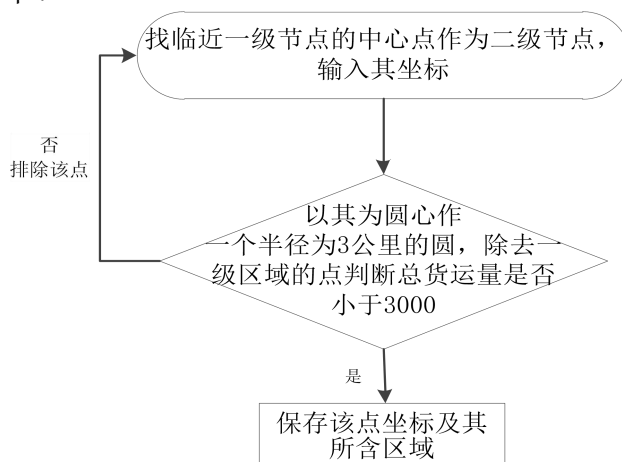 找临近一级节点的中心点作为二级节点,
输入其坐标
否
排除该点
以其为圆心作
一个半径为3公里的圆，除去一
级区域的点判断总货运量是否
小于3000
是
保存该点坐标及其
所含区域